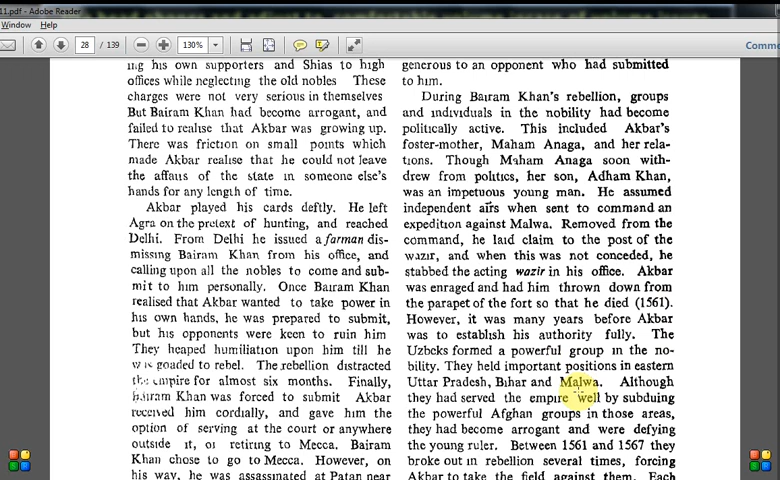 11.pdf - Adobe Reader
Window Help
28 / 139 130% Comme
ing his own supporters and Shias to high
offices while neglecting the old nobles These
charges were not very serious in themselves
But Bairam Khan had become arrogant, and
failed to realise that Akbar was growing up.
There was friction on small points which
made Akbar realise that he could not leave
the affairs of the state in someone else's
hands for any length of time.
Akbar played his cards deftly. He left
Agra on the pretext of hunting, and reached
Delhi. From Delhi he issued a farman dis-
missing Bairam Khan from his office, and
calling upon all the nobles to come and sub-
mit to him personally. Once Bairam Khan
realised that Akbar wanted to take power in
his own hands, he was prepared to submit,
but his opponents were keen to ruin him
They heaped humiliation upon him till he
was goaded to rebel. The rebellion distracted
the empire for almost six months. Finally,
Bairam Khan was forced to submit Akbar
received him cordially, and gave him the
option of serving at the court or anywhere
outside it, or retiring to Mecca. Bairam
Khan chose to go to Mecca. However, on
his way, he was assassinated at Patan near
generous to an opponent who had submitted
to him.
During Bairam Khan's rebellion, groups
and individuals in the nobility had become
politically active. This included Akbar's
foster-mother, Maham Anaga, and her rela-
tions. Though Maham Anaga soon with-
drew from politics, her son, Adham Khan,
was an impetuous young man. He assumed
independent airs when sent to command an
expedition against Malwa. Removed from the
command, he laid claim to the post of the
wazir, and when this was not conceded, he
stabbed the acting wazir in his office. Akbar
was enraged and had him thrown down from
the parapet of the fort so that he died (1561).
However, it was many years before Akbar
was to establish his authority fully. The
Uzbeks formed a powerful group in the no-
bility. They held important positions in eastern
Uttar Pradesh, Bihar and Malwa. Although
they had served the empire well by subduing
the powerful Afghan groups in those areas,
they had become arrogant and were defying
the young ruler. Between 1561 and 1567 they
broke out in rebellion several times, forcing
Akbar to take the field against them. Each